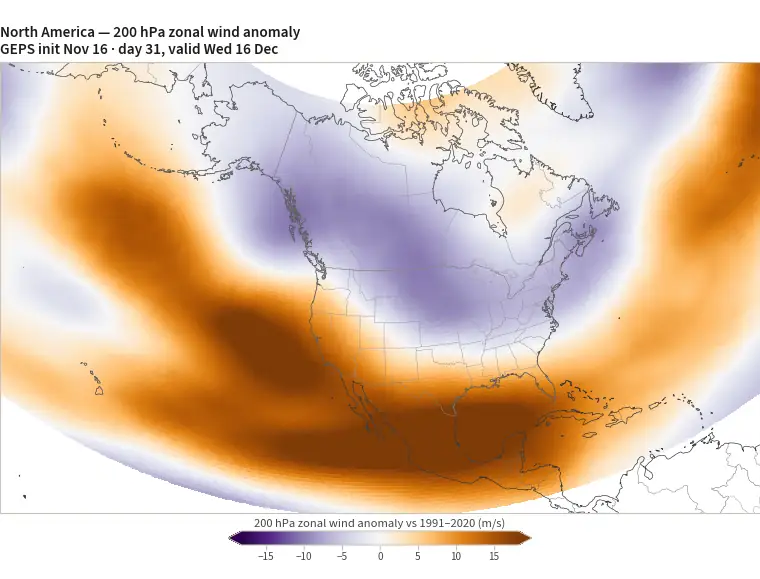 North America — 200 hPa zonal wind anomaly
GEPS init Nov 16 · day 31, valid Wed 16 Dec
200 hPa zonal wind anomaly vs 1991–2020 (m/s)
−15 −10 −5 0 5 10 15